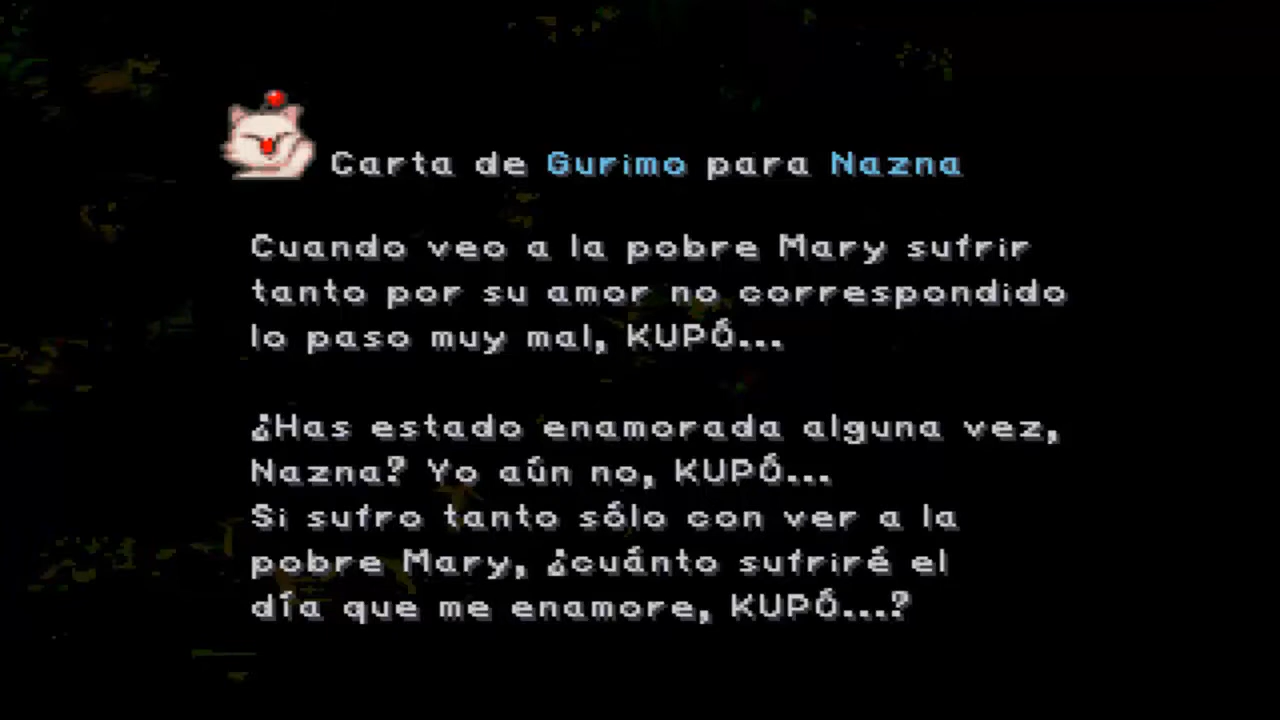 Carta de Gurimo para Nazna
Cuando veo a la pobre Mary sufrir
tanto por su amor no correspondido
lo paso muy mal, KUPÓ...
¿Has estado enamorada alguna vez,
Nazna? Yo aún no, KUPÓ...
Si sufro tanto sólo con ver a la
pobre Mary, ¿cuánto sufriré el
día que me enamore, KUPÓ...?